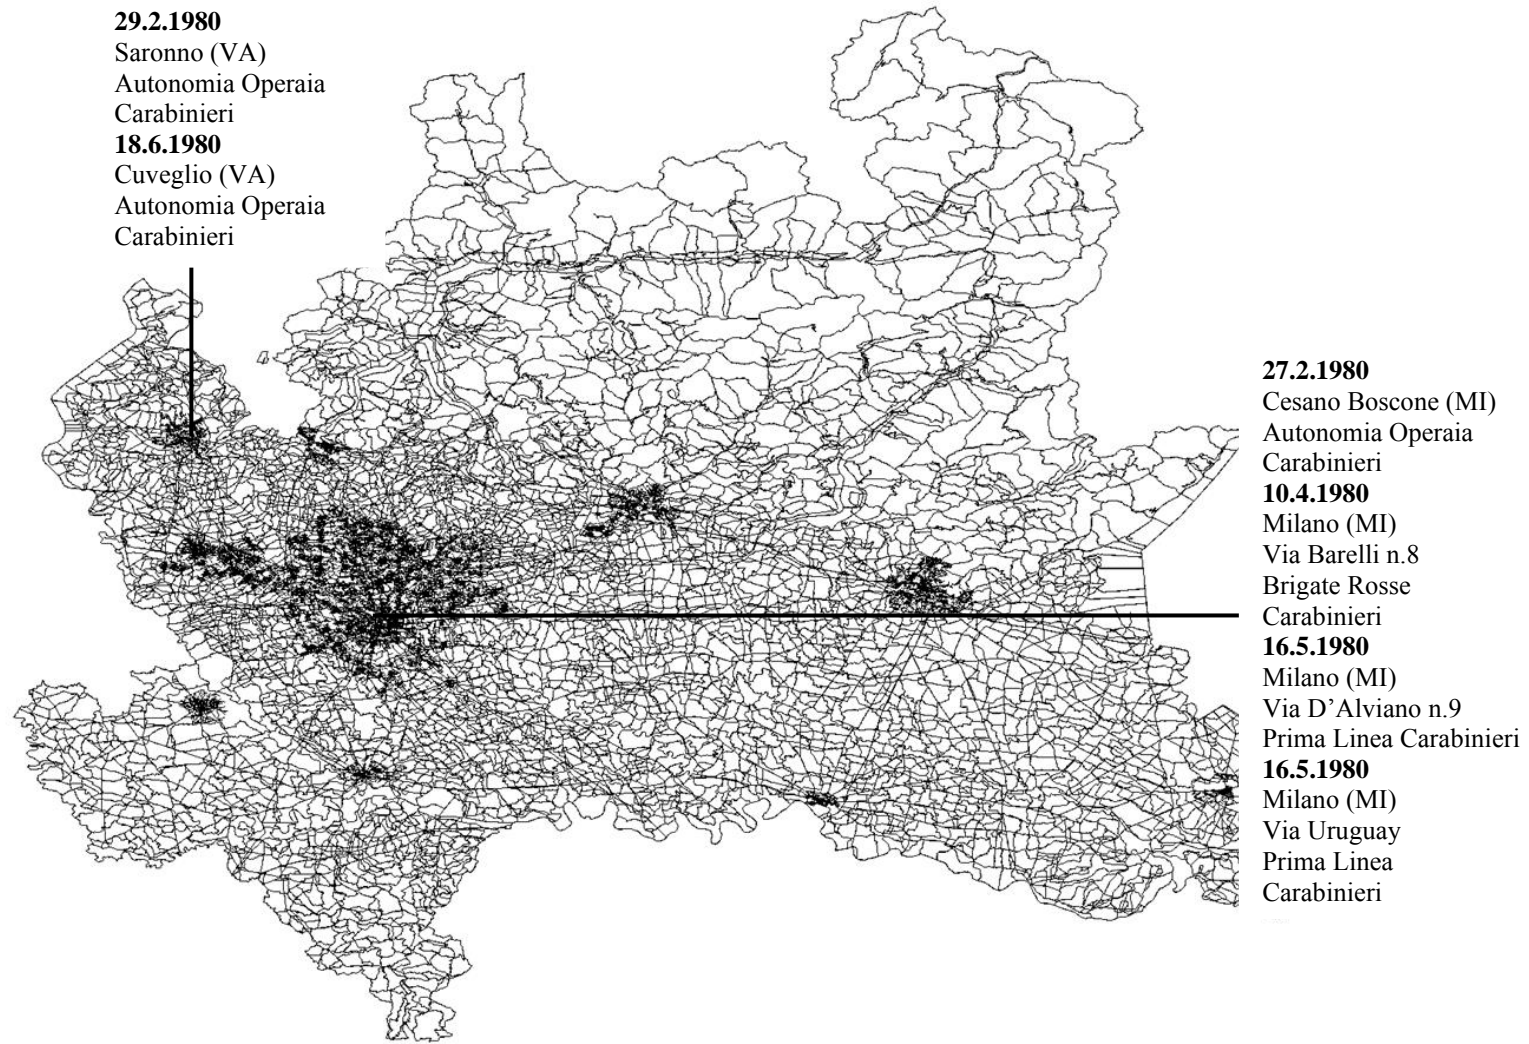 29.2.1980
Saronno (VA)
Autonomia Operaia
Carabinieri
18.6.1980
Cuveglio (VA)
Autonomia Operaia
Carabinieri
27.2.1980
Cesano Boscone (MI)
Autonomia Operaia
Carabinieri
10.4.1980
Milano (MI)
Via Barelli n.8
Brigate Rosse
Carabinieri
16.5.1980
Milano (MI)
Via D’Alviano n.9
Prima Linea Carabinieri
16.5.1980
Milano (MI)
Via Uruguay
Prima Linea
Carabinieri